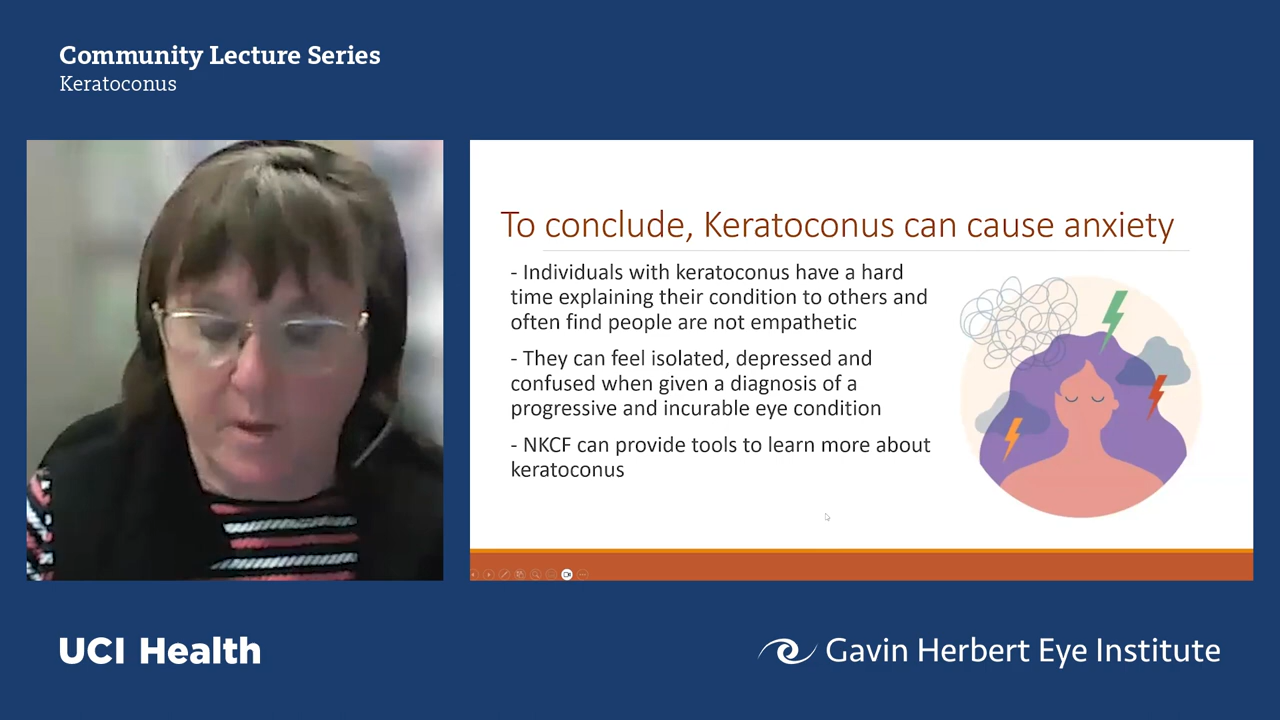 Community Lecture Series
Keratoconus
To conclude, Keratoconus can cause anxiety
- Individuals with keratoconus have a hard
time explaining their condition to others and
often find people are not empathetic
- They can feel isolated, depressed and
confused when given a diagnosis of a
progressive and incurable eye condition
- NKCF can provide tools to learn more about
keratoconus
UCI Health
Gavin Herbert Eye Institute